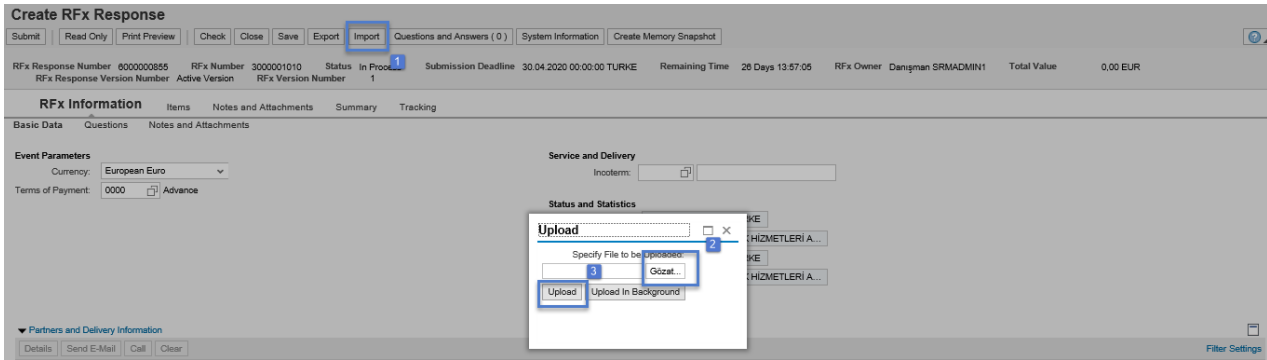 Create RFx Response
Submit Read Only Print Preview Check Close Save Export Import Questions and Answers ( 0 ) System Information Create Memory Snapshot
1
RFx Response Number 6000000855 RFx Number 3000001010 Status In Process Submission Deadline 30.04.2020 00:00:00 TURKE Remaining Time 26 Days 13:57:05 RFx Owner Danışman SRMADMIN1 Total Value 0,00 EUR
RFx Response Version Number Active Version RFx Version Number 1
RFx Information Items Notes and Attachments Summary Tracking
Basic Data Questions Notes and Attachments
Event Parameters Service and Delivery
Currency: European Euro Incoterm:
Terms of Payment: 0000 Advance
Status and Statistics
KE
Upload
HİZMETLERİ A...
2
Specify File to be Uploaded:
KE
3 Gözat...
HİZMETLERİ A...
Upload Upload In Background
Partners and Delivery Information
Details Send E-Mail Call Clear Filter Settings